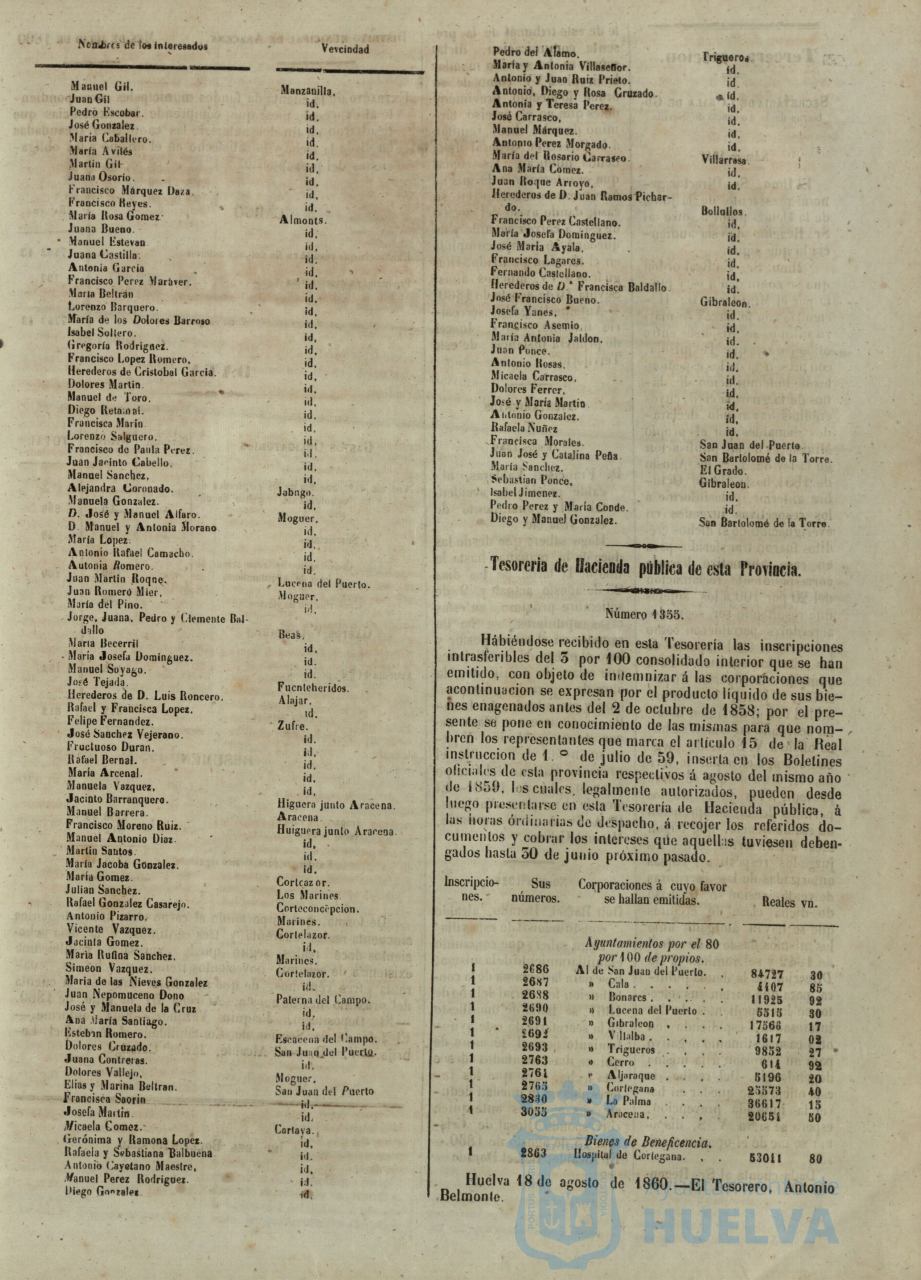 Nombres de los interesados Vevcindad
Manuel Gil. Manzanilla,
Juan Gil id,
Pedro Escobar. id.
José Gonzalez id,
Maria Caballero. id.
María Avilés id.
Martin Gil id,
Juana Osorio. id.
Francisco Márquez Daza id,
Francisco Reyes. id.
María Rosa Gomez Almonts.
Juana Bueno. id.
Manuel Estevan id,
Juana Castilla. id.
Antonia Garcia id.
Francisco Perez Maraver. id.
Maria Beltran id.
Lorenzo Barquero. id,
María de los Dolores Barroso id.
Isabel Soltero. id.
Gregoría Rodriguez. id,
Francisco Lopez Romero, id,
Herederos de Cristobal Garcia. id,
Dolores Martin id,
Manuel de Toro. id,
Diego Retamal. id.
Francisca Marin id.
Lorenzo Salguero. id,
Francisco de Paula Perez. id
Juan Jacinto Cabello, id,
Manuel Sanchez, id,
Alejandra Coronado. Jabngo.
Manuela Gonzalez. id.
D. José y Manuel Alfaro. Moguer,
D Manuel y Antonia Morano id,
María Lopez id,
Antonio Rafael Camacho. id.
Autonia Romero. id.
Juan Martin Roque. Lucena del Puerto.
Juan Romeró Mier, Moguer,
María del Pino. id,
Jorge, Juana, Pedro y Clemente Bal-
dallo Beas,
Maria Becerril id,
Maria Josefa Dominguez. id.
Manuel Soyago. id.
José Tejada. Fuenteheridos.
Herederos de D. Luis Roncero. Alajar,
Rafael y Francisca Lopez. id.
Felipe Fernandez. Zufre.
José Sanchez Vejerano. id.
Fructuoso Duran. id,
Rafael Bernal. id.
María Arcenal. id,
Manuela Vazquez, id,
Jacinto Barranquero. Higuera junto Aracena.
Manuel Barrera. Aracena
Francisco Moreno Ruiz. Huiguera junto Aracena.
Manuel Antonio Diaz. id,
Martin Santos. id.
María Jacoba Gonzalez. id.
María Gomez. Corteazor.
Julian Sanchez. Los Marines
Rafael Gonzalez Casarejo. Corteconcepcion.
Antonio Pizarro, Marines.
Vicente Vazquez. Cortelazor.
Jacinta Gomez. id,
Maria Rufina Sanchez. Marines.
Simeon Vazquez. Cortelazor.
María de las Nieves Gonzalez id.
Juan Nepomuceno Dono Paterna del Campo.
José y Manuela de la Cruz id,
Ana María Santiago. id.
Esteban Romero. Escacena del Campo.
Dolores Cruzado. San Juan del Puerto.
Juana Contreras. id.
Dolores Vallejo, Moguer,
Elias y Marina Beltran. San Juan del Puerto
Francisca Saorin id.
Josefa Martin id.
Micaela Gomez. Cartaya.
Gerónima y Ramona Lopez. id,
Rafaela y Sebastiana Balbuena id.
Antonio Cayetano Maestre, id,
Manuel Perez Rodriguez. id.
Diego Gonzalez id.
Pedro del Alamo. Trigueros.
María y Antonia Villaseñor. id.
Antonio y Juan Ruiz Prieto. id.
Antonio, Diego y Rosa Cruzado. id.
Antonia y Teresa Perez. id.
José Carrasco, id.
Manuel Márquez. id.
Antonio Perez Morgado. id.
María del Rosario Carrasco. Villarrasa
Ana María Gomez. id,
Juan Roque Arroyo, id.
Herederos de D. Juan Ramos Pichar-
do. Bollullos.
Francisco Perez Castellano. id,
María Josefa Dominguez. id.
José Maria Ayala, id.
Francisco Lagares. id.
Fernando Castellano. id,
Herederos de D.ª Francisca Baldallo id.
José Francisco Bueno. Gibraleon.
Josefa Yanes, id.
Francisco Asemio id.
María Antonia Jaldon. id.
Juan Ponce. id.
Antonio Rosas. id,
Micaela Carrasco, id.
Dolores Ferrer, id.
José y María Martin id,
Antonio Gonzalez. id,
Rafaela Nuñez id,
Francisca Morales. San Juan del Puerto
Juan José y Catalina Peña San Bartolomé de la Torre.
María Sanchez. El Grado.
Sebastian Ponce, Gibraleon.
Isabel Jimenez. id.
Pedro Perez y María Conde. id.
Diego y Manuel Gonzalez. San Bartolomé de la Torre
Tesoreria de Hacienda pública de esta Provincia.
Número 1355.
Hábiéndose recibido en esta Tesorería las inscripciones
intrasferibles del 3 por 100 consolidado interior que se han
emitido, con objeto de indemnizar á las corporaciones que
acontinuacion se expresan por el producto líquido de sus bie-
nes enagenados antes del 2 de octubre de 1858; por el pre-
sente se pone en conocimiento de las mismas para que nom-
bren los representantes que marca el artículo 15 de la Real
instruccion de 1.º de julio de 59, inserta en los Boletines
oficiales de esta provincia respectivos á agosto del mismo año
de 1859, los cuales, legalmente autorizados, pueden desde
luego presentarse en esta Tesorería de Hacienda pública, á
las horas órdinarias de despacho, á recojer los referidos do-
cumentos y cobrar los intereses que aquellas tuviesen deben-
gados hasta 30 de junio próximo pasado.
Inscripcio- Sus Corporaciones á cuyo favor
nes. números. se hallan emitidas. Reales vn.
Ayuntamientos por el 80
por 100 de propios.
1 2686 Al de San Juan del Puerto. . 84727 30
1 2687 » Cala . . . . . . 4407 85
1 2688 » Bonares . . . . . 11925 92
1 2690 » Lucena del Puerto . . 5515 30
1 2691 » Gibraleon . . . . 17566 17
1 2692 » Villalba . . . . . 1617 02
1 2693 » Trigueros . . . . 9852 27
1 2763 » Cerro . . . . . 614 92
1 2761 » Aljaraque . . . . 5196 20
1 2765 » Cortegana . . . 25573 40
1 2830 » La Palma . . . . 36617 15
1 3055 » Aracena, . . . . 20651 50
Bienes de Beneficencia.
1 2863 Hospital de Cortegana. . . 53011 80
Huelva 18 de agosto de 1860.—El Tesorero, Antonio
Belmonte.
HUELVA